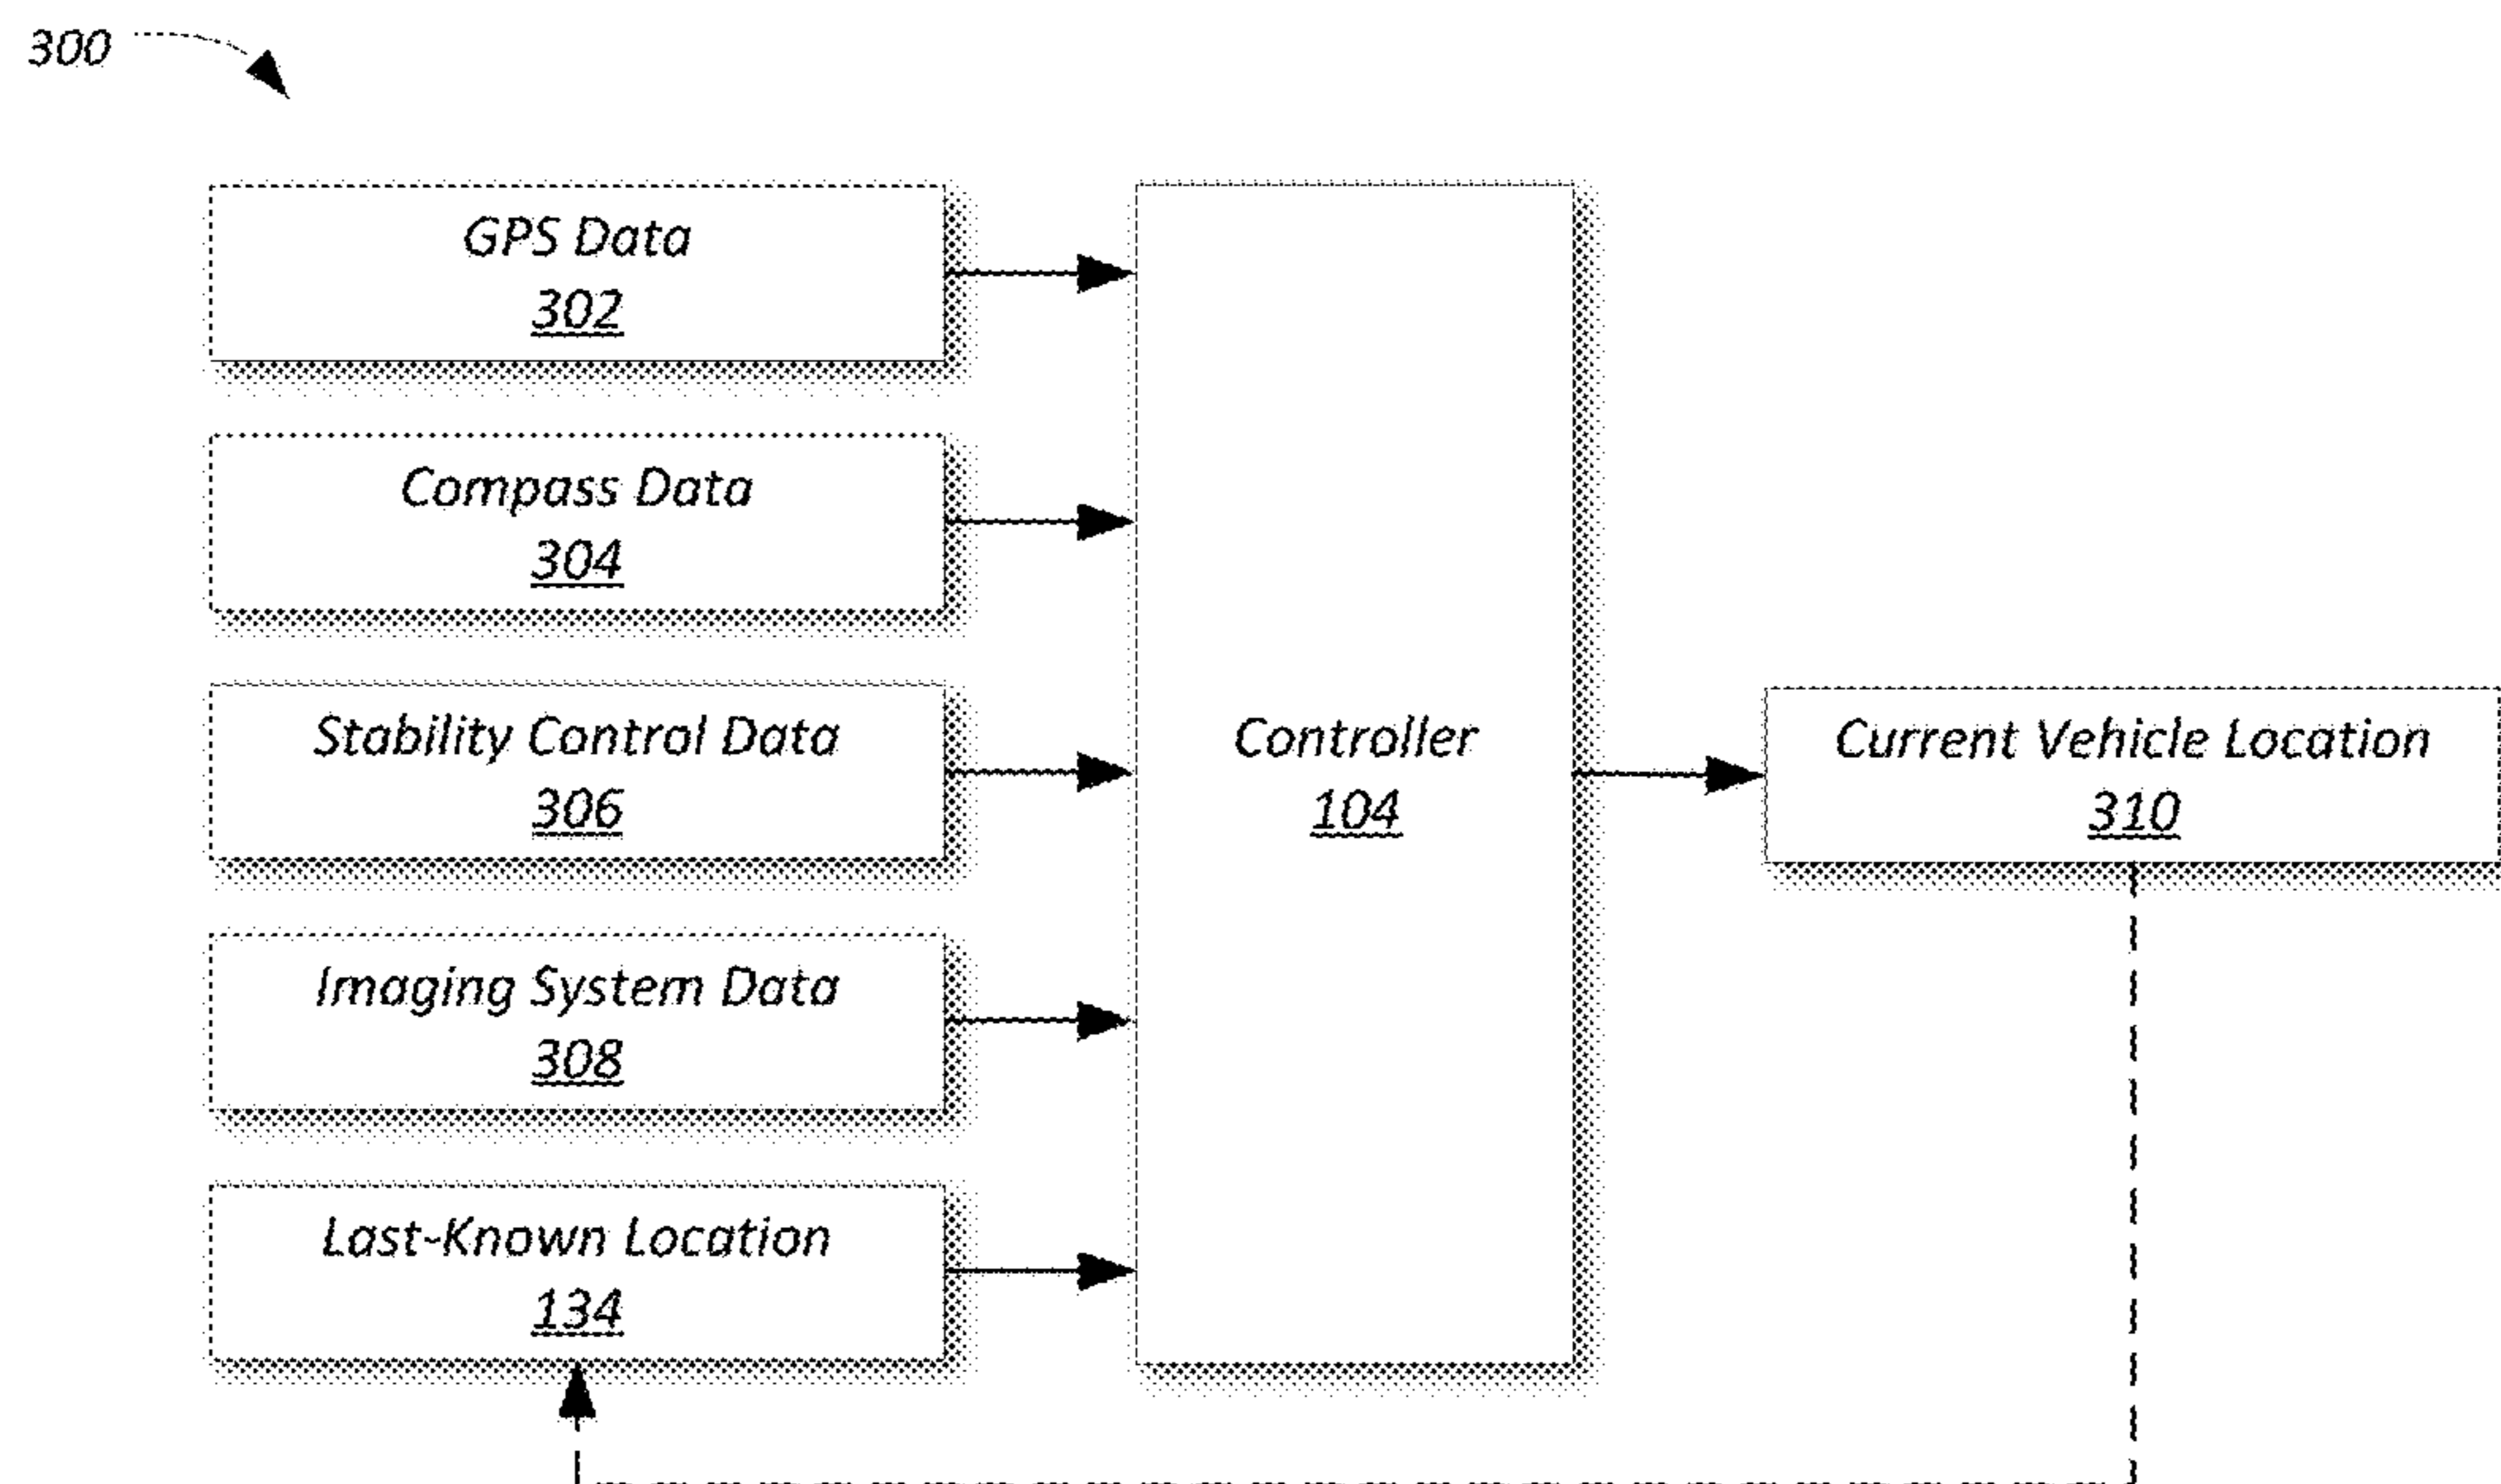 300
GPS Data
302
Compass Data
304
Stability Control Data
306
Imaging System Data
308
Last-Known Location
134
Controller
104
Current Vehicle Location
310